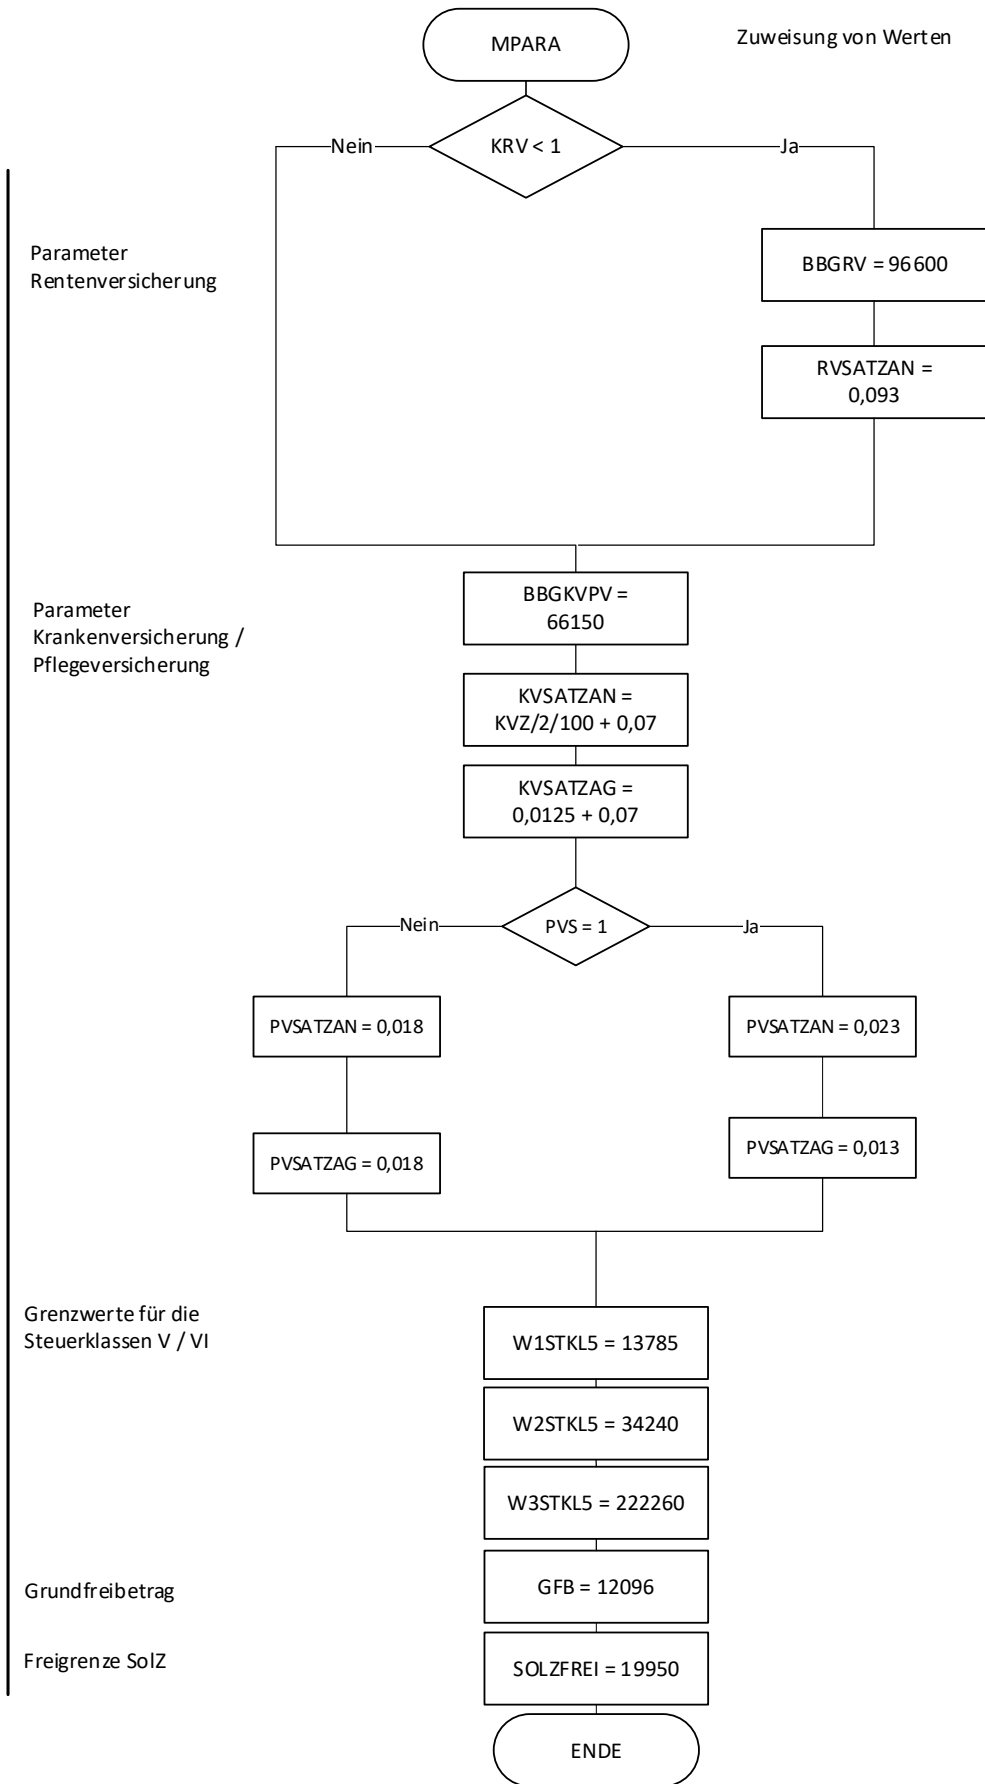 MPARA
Zuweisung von Werten
KRV < 1
Nein
Ja
Parameter
Rentenversicherung
BBGRV = 96600
RVSATZAN =
0,093
Parameter
Krankenversicherung /
Pflegeversicherung
BBGKVPV =
66150
KVSATZAN =
KVZ/2/100 + 0,07
KVSATZAG =
0,0125 + 0,07
PVS = 1
Nein
Ja
PVSATZAN = 0,018
PVSATZAN = 0,023
PVSATZAG = 0,018
PVSATZAG = 0,013
Grenzwerte für die
Steuerklassen V / VI
W1STKL5 = 13785
W2STKL5 = 34240
W3STKL5 = 222260
Grundfreibetrag
GFB = 12096
Freigrenze SolZ
SOLZFREI = 19950
ENDE